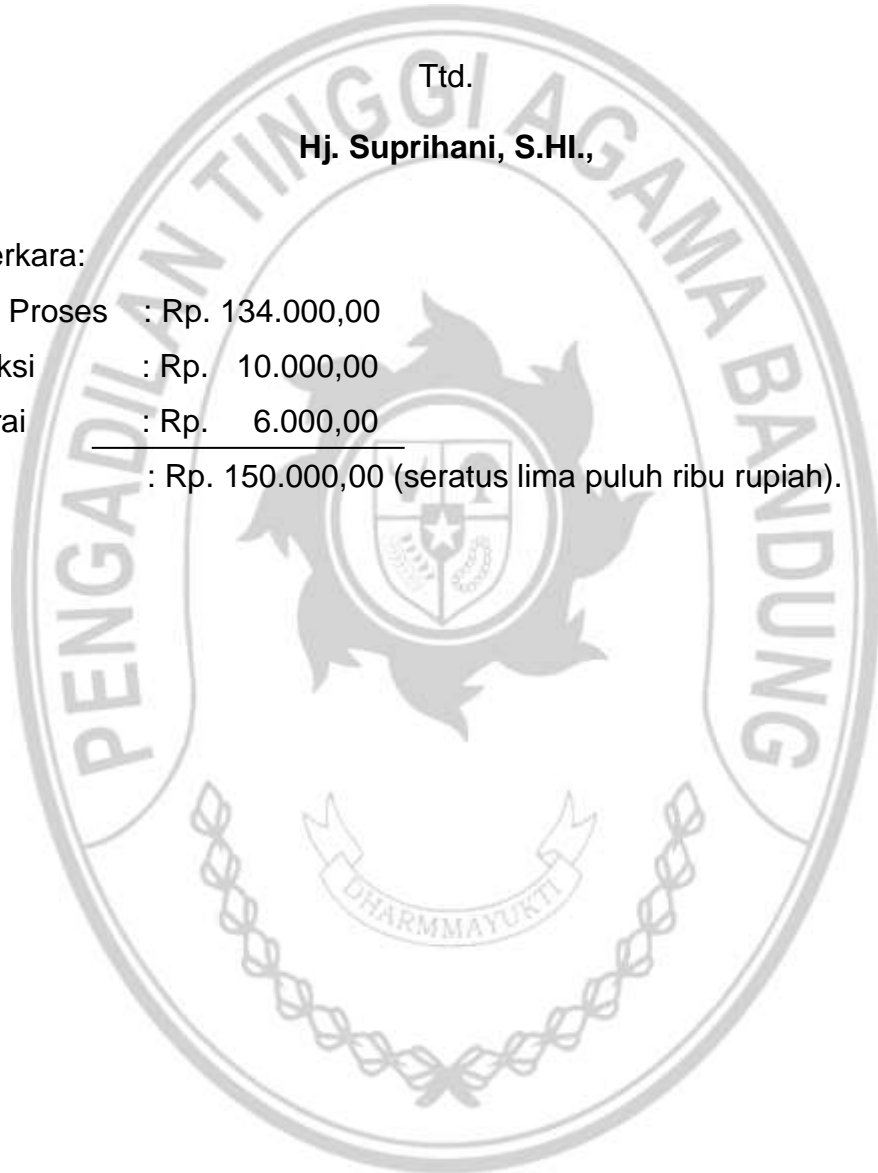 Ttd.
Hj. Suprihani, S.HI.,
erkara:
Proses : Rp. 134.000,00
ksi : Rp. 10.000,00
rai : Rp. 6.000,00
: Rp. 150.000,00 (seratus lima puluh ribu rupiah).
PENGADILAN TINGGI AGAMA BANDUNG
DHARMMAYUKTI